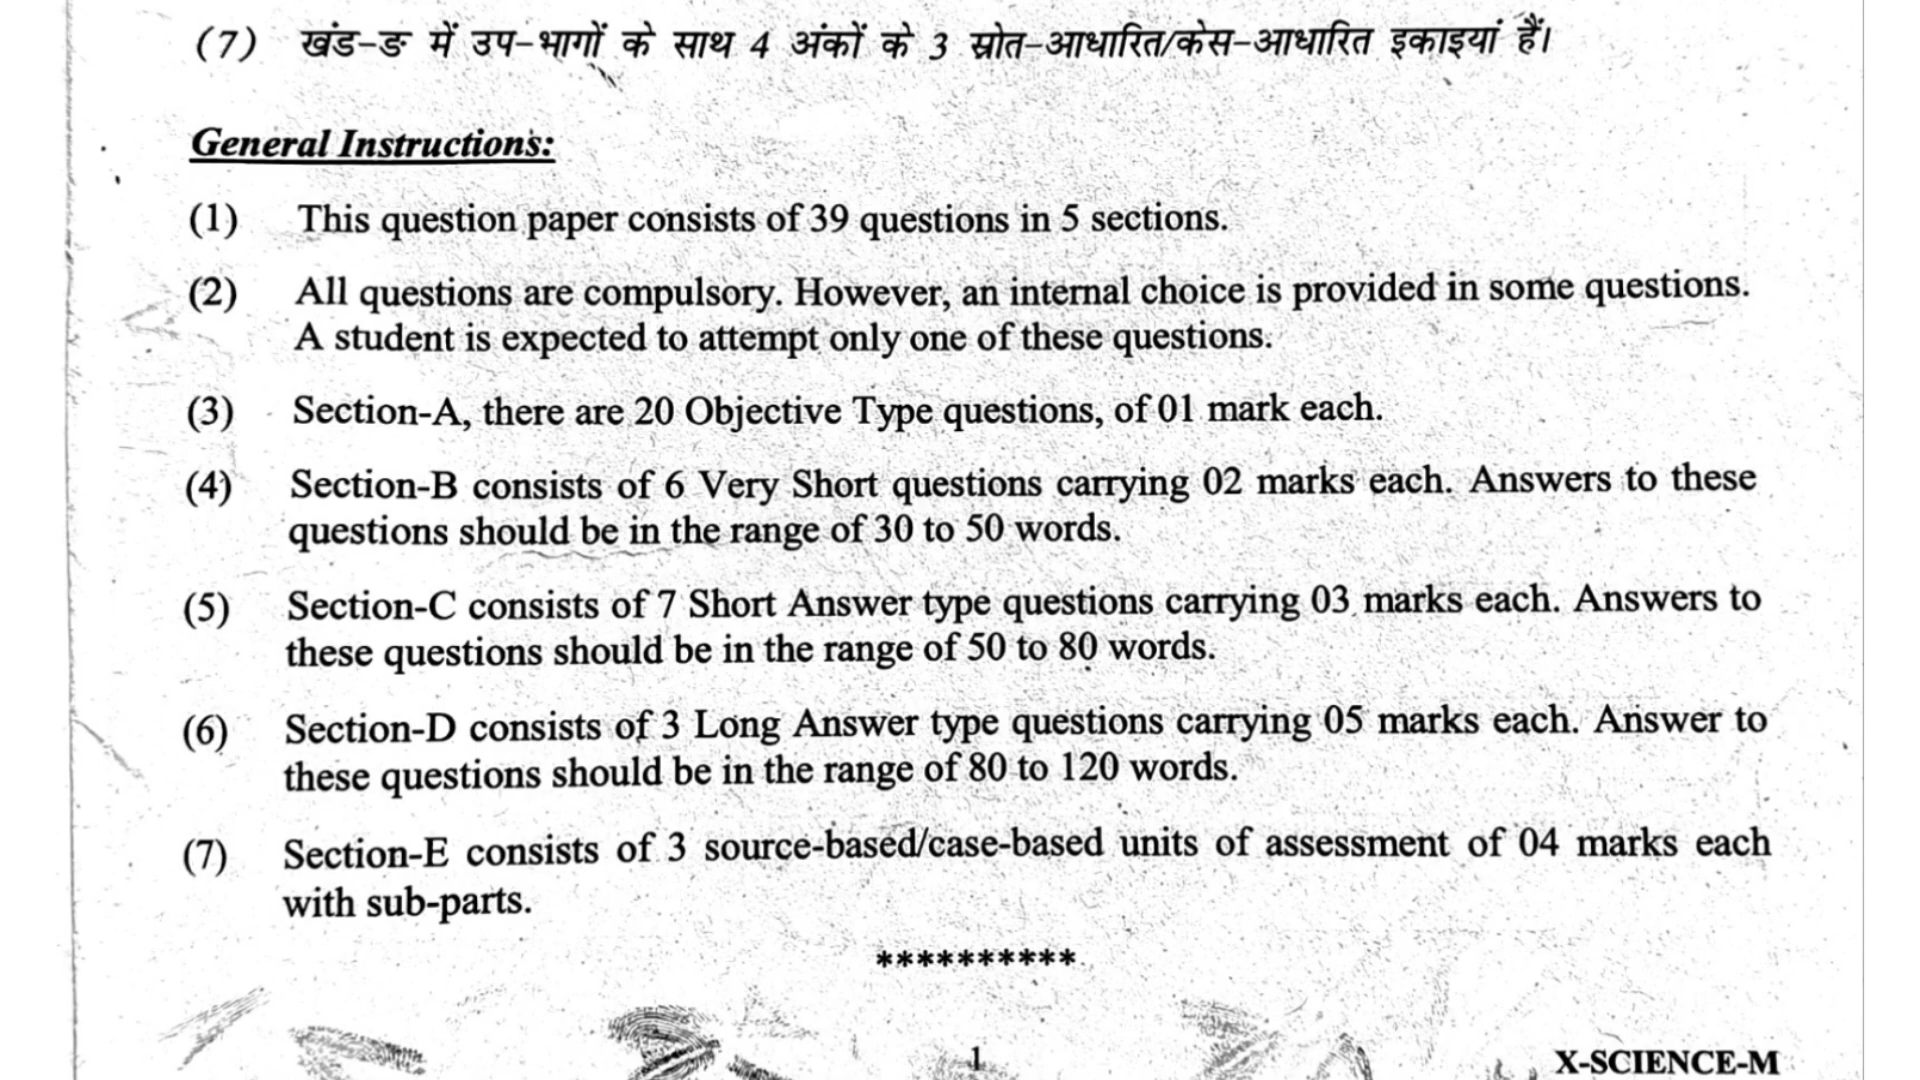 (7) खंड-ङ में उप-भागों के साथ 4 अंकों के 3 स्रोत-आधारित/केस-आधारित इकाइयां हैं।
General Instructions:
(1) This question paper consists of 39 questions in 5 sections.
(2) All questions are compulsory. However, an internal choice is provided in some questions.
A student is expected to attempt only one of these questions.
(3) Section-A, there are 20 Objective Type questions, of 01 mark each.
(4) Section-B consists of 6 Very Short questions carrying 02 marks each. Answers to these
questions should be in the range of 30 to 50 words.
(5) Section-C consists of 7 Short Answer type questions carrying 03 marks each. Answers to
these questions should be in the range of 50 to 80 words.
(6) Section-D consists of 3 Long Answer type questions carrying 05 marks each. Answer to
these questions should be in the range of 80 to 120 words.
(7) Section-E consists of 3 source-based/case-based units of assessment of 04 marks each
with sub-parts.
**********
1 X-SCIENCE-M